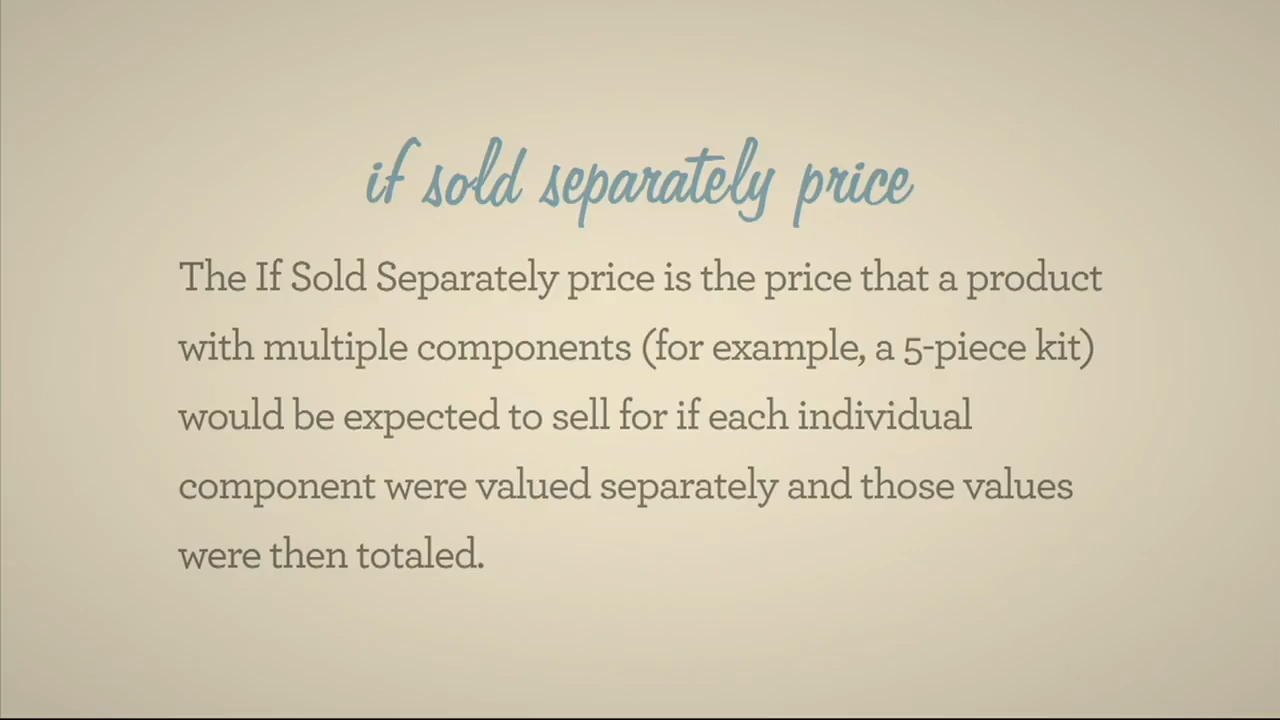 if sold separately price
The If Sold Separately price is the price that a product
with multiple components (for example, a 5-piece kit)
would be expected to sell for if each individual
component were valued separately and those values
were then totaled.